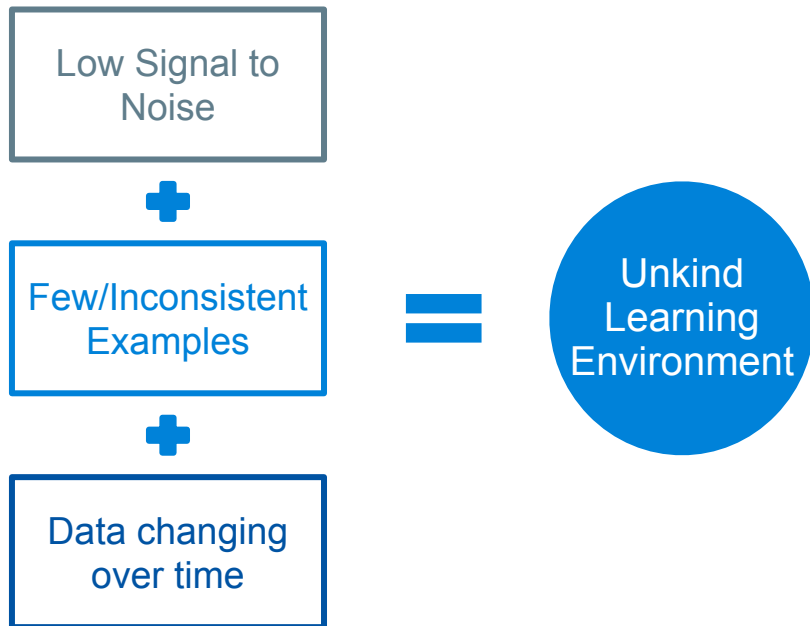 Low Signal to
Noise
Few/Inconsistent
Examples
Data changing
over time
Unkind
Learning
Environment